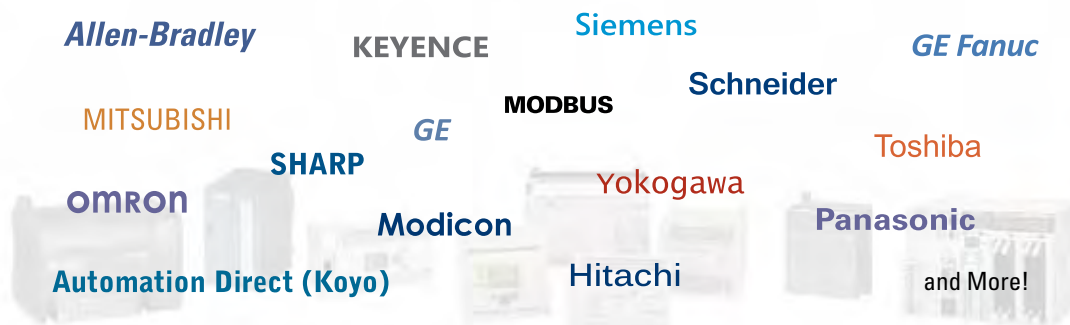 Allen-Bradley
KEYENCE
Siemens
GE Fanuc
Schneider
MITSUBISHI
MODBUS
GE
Toshiba
SHARP
Yokogawa
OMRON
Modicon
Panasonic
Automation Direct (Koyo)
Hitachi
and More!